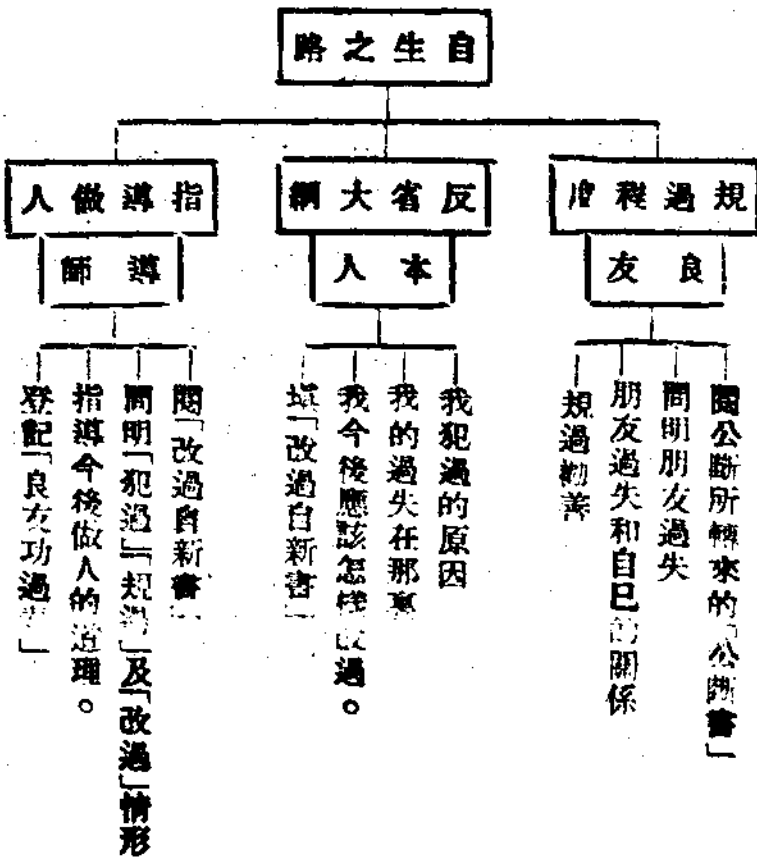 自生之路
規過程序
良友
閱公斷所轉來的「公斷書」
問明朋友過失
朋友過失和自己的關係
規過勸善
反省大綱
本人
我犯過的原因
我的過失在那裏
我今後應該怎樣改過。
填「改過自新書」
指導做人
導師
閱「改過自新書」
問明「犯過」「規過」及「改過」情形
指導今後做人的道理。
登記「良友功過書」